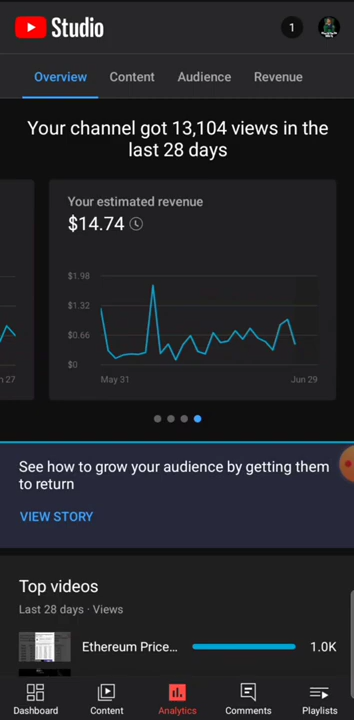 Studio
1
Overview Content Audience Revenue
Your channel got 13,104 views in the
last 28 days
Your estimated revenue
$14.74
$1.98
$1.32
$0.66
$0
n 27
May 31
Jun 29
See how to grow your audience by getting them
to return
VIEW STORY
Top videos
Last 28 days · Views
Ethereum Price... 1.0K
Dashboard Content Analytics Comments Playlists